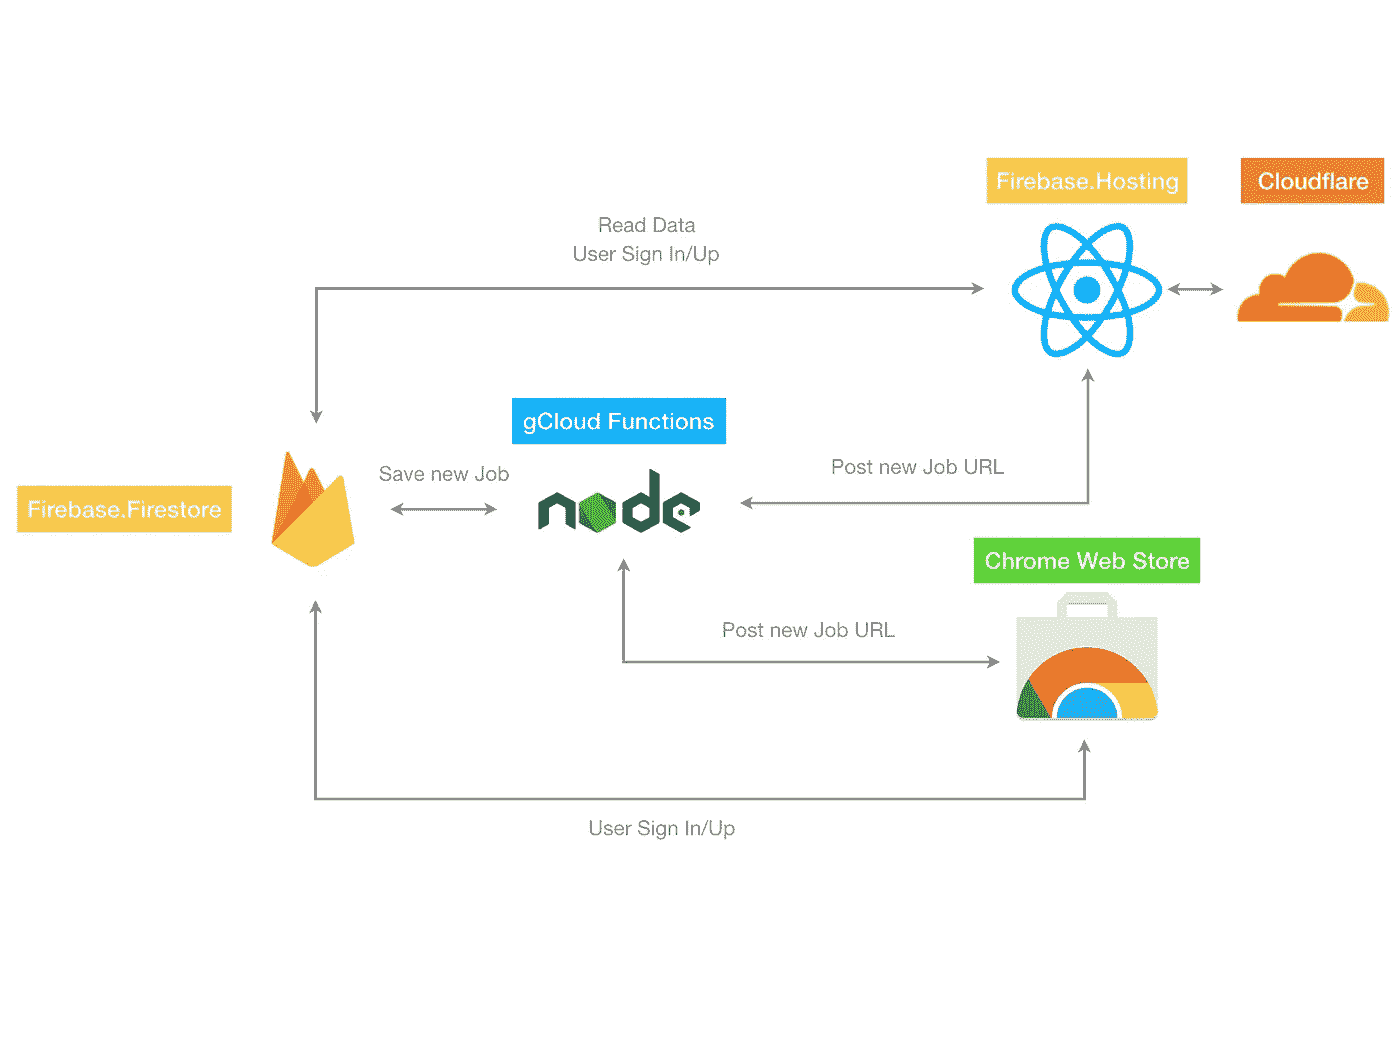 Firebase.Hosting
Cloudflare
Read Data
User Sign In/Up
gCloud Functions
Post new Job URL
Save new Job
Firebase.Firestore
node
Chrome Web Store
Post new Job URL
User Sign In/Up